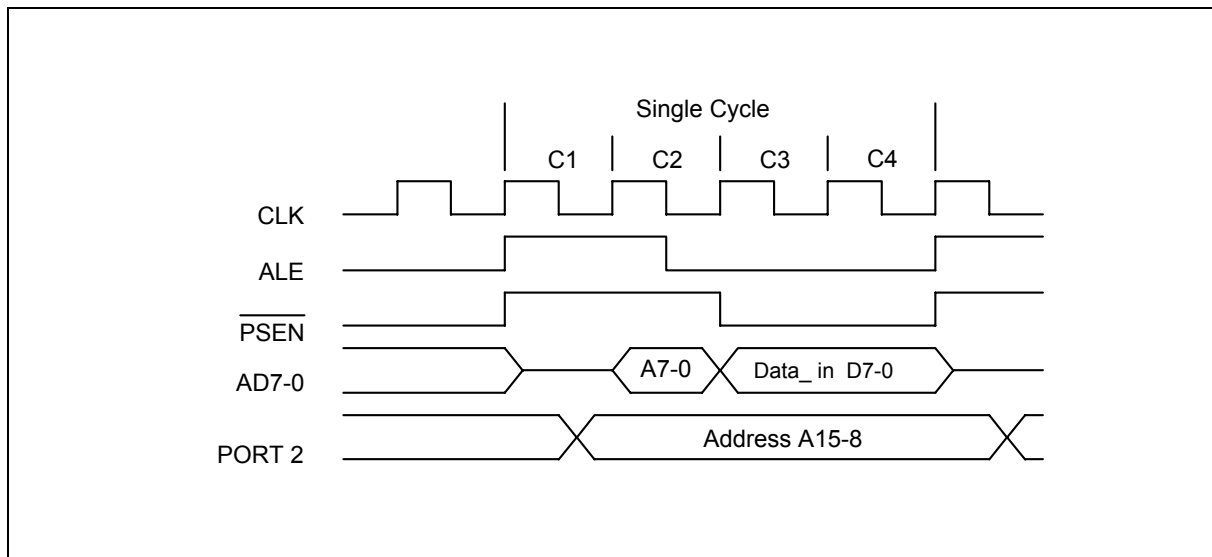 Single Cycle
C1 C2 C3 C4
CLK
ALE
PSEN
A7-0 Data_ in D7-0
AD7-0
Address A15-8
PORT 2